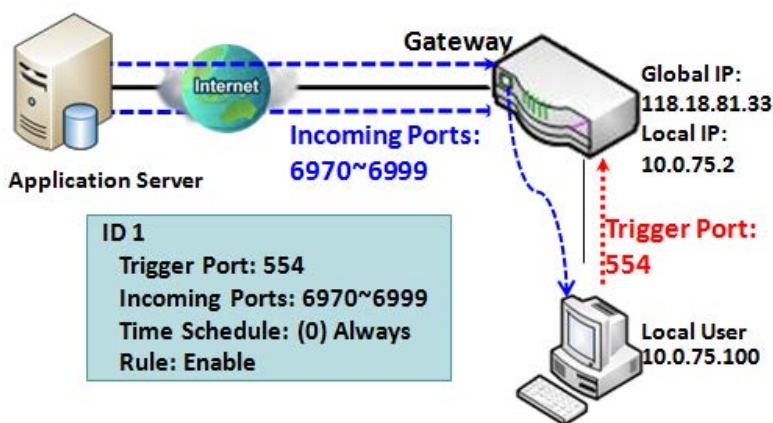 Gateway
Internet
Global IP:
118.18.81.33
Local IP:
10.0.75.2
Incoming Ports:
6970~6999
Application Server
Trigger Port:
554
ID 1
Trigger Port: 554
Incoming Ports: 6970~6999
Time Schedule: (0) Always
Rule: Enable
Local User
10.0.75.100